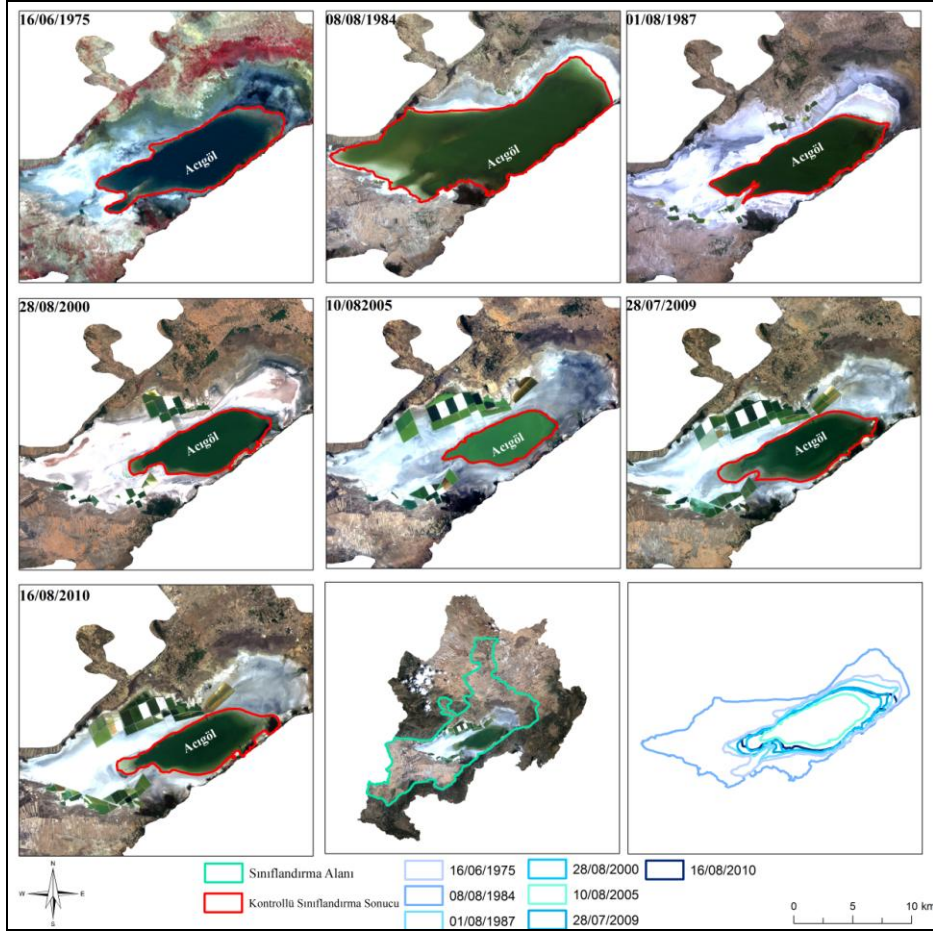 16/06/1975
08/08/1984
01/08/1987
Acıgöl
Acıgöl
Acıgöl
28/08/2000
10/082005
28/07/2009
Acıgöl
Acıgöl
Acıgöl
16/08/2010
Acıgöl
N
W E
S
Sınıflandırma Alanı
Kontrollü Sınıflandırma Sonucu
16/06/1975
08/08/1984
01/08/1987
28/08/2000
10/08/2005
28/07/2009
16/08/2010
0 5 10 km